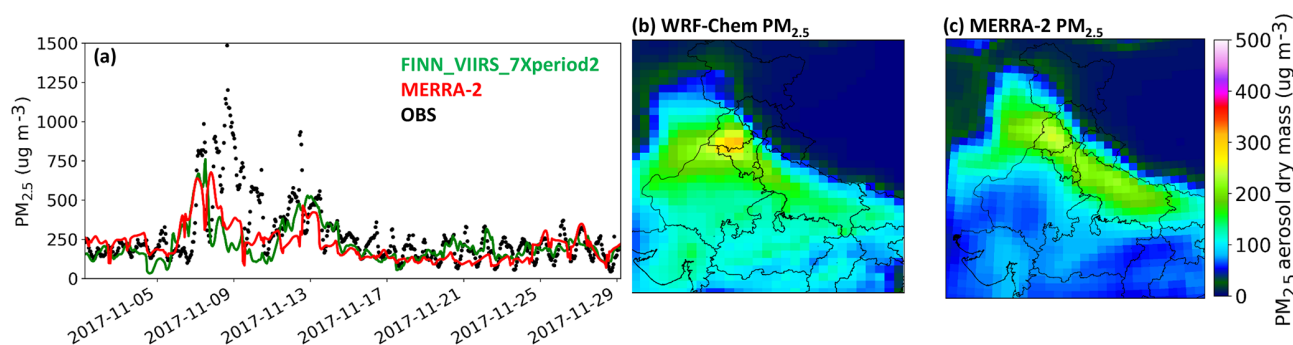 (a)
FINN_VIIRS_7Xperiod2
MERRA-2
OBS
PM2.5 (ug m-3)
1500
1250
1000
750
500
250
0
2017-11-05
2017-11-09
2017-11-13
2017-11-17
2017-11-21
2017-11-25
2017-11-29
(b) WRF-Chem PM2.5
(c) MERRA-2 PM2.5
500
400
300
200
100
0
PM2.5 aerosol dry mass (ug m-3)